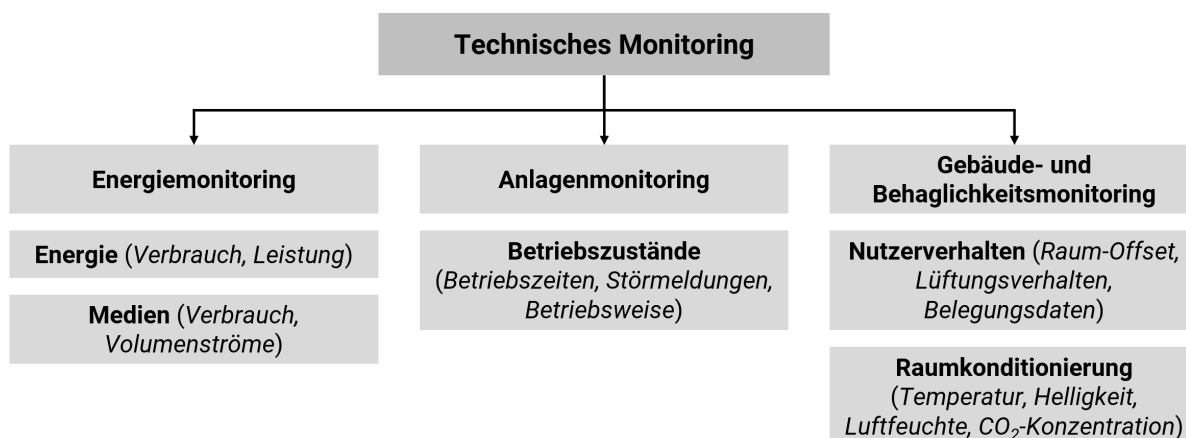 Technisches Monitoring
Energiemonitoring
Energie (Verbrauch, Leistung)
Medien (Verbrauch,
Volumenströme)
Anlagenmonitoring
Betriebszustände
(Betriebszeiten, Störmeldungen,
Betriebsweise)
Gebäude- und
Behaglichkeitsmonitoring
Nutzerverhalten (Raum-Offset,
Lüftungsverhalten,
Belegungsdaten)
Raumkonditionierung
(Temperatur, Helligkeit,
Luftfeuchte, CO₂-Konzentration)